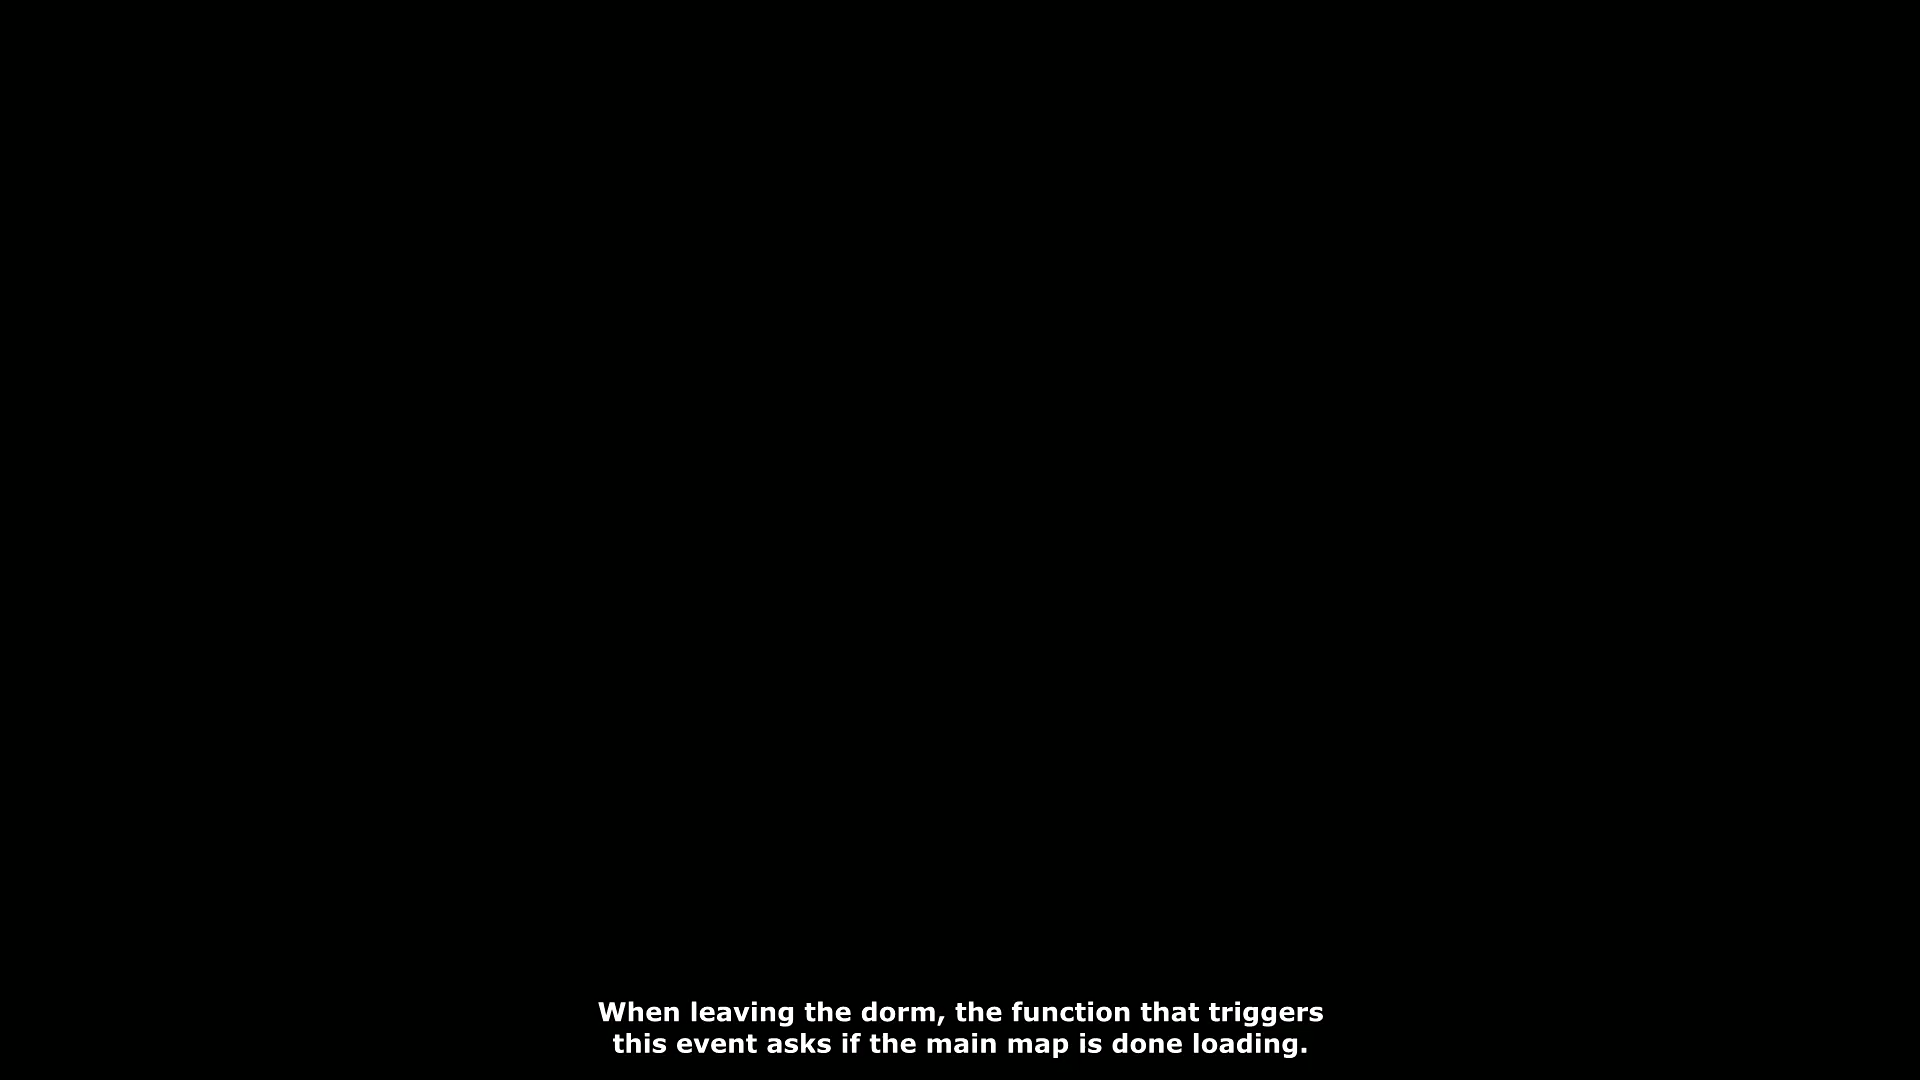 When leaving the dorm, the function that triggers
this event asks if the main map is done loading.